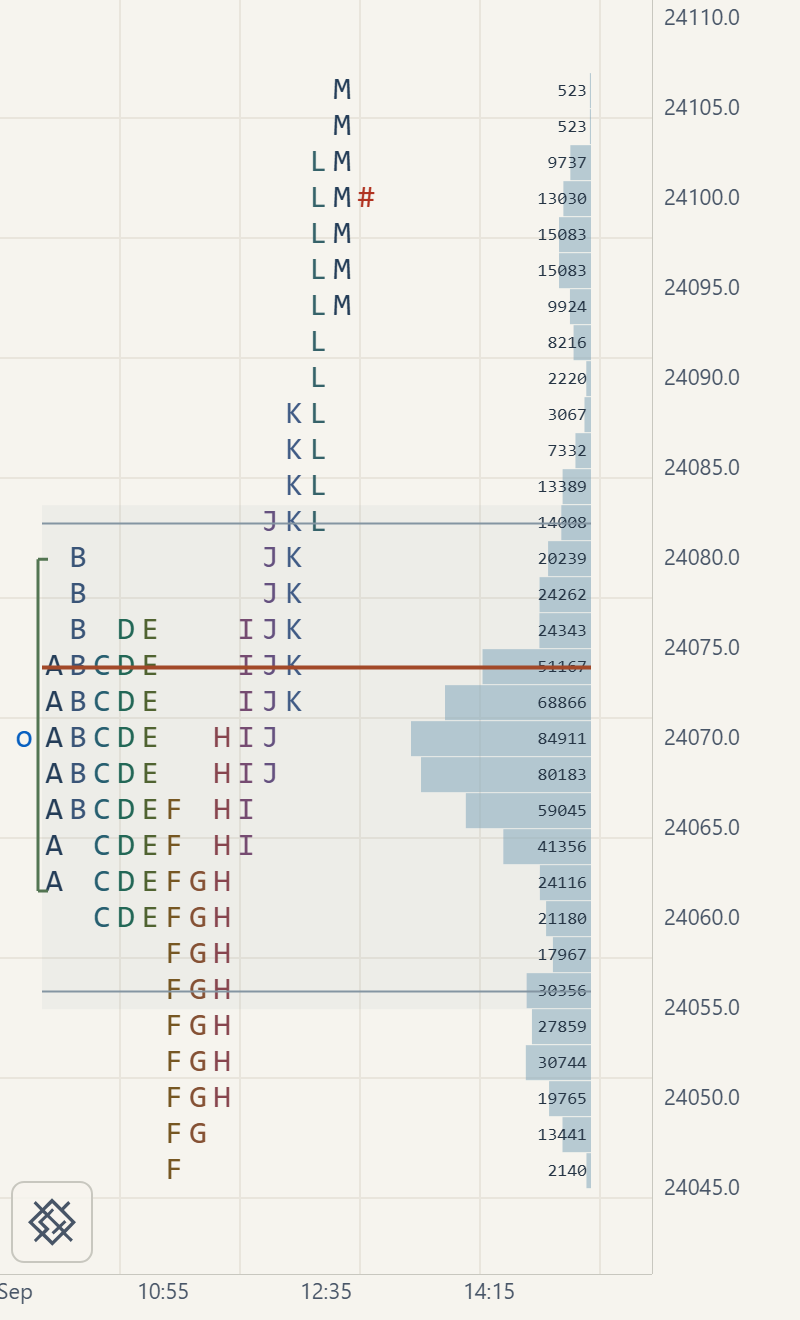 24110.0
M 523
24105.0
M 523
L M 9737
L M # 13030 24100.0
L M 15083
L M 15083
24095.0
L M 9924
L 8216
L 2220 24090.0
K L 3067
K L 7332
24085.0
K L 13389
J K L 14008
B J K 20239 24080.0
B J K 24262
B D E I J K 24343
24075.0
A B C D E I J K 51167
A B C D E I J K 68866
o A B C D E H I J 84911 24070.0
A B C D E H I J 80183
A B C D E F H I 59045
24065.0
A C D E F H I 41356
A C D E F G H 24116
C D E F G H 21180 24060.0
F G H 17967
F G H 30356
24055.0
F G H 27859
F G H 30744
F G H 19765 24050.0
F G 13441
F 2140
24045.0
Sep 10:55 12:35 14:15